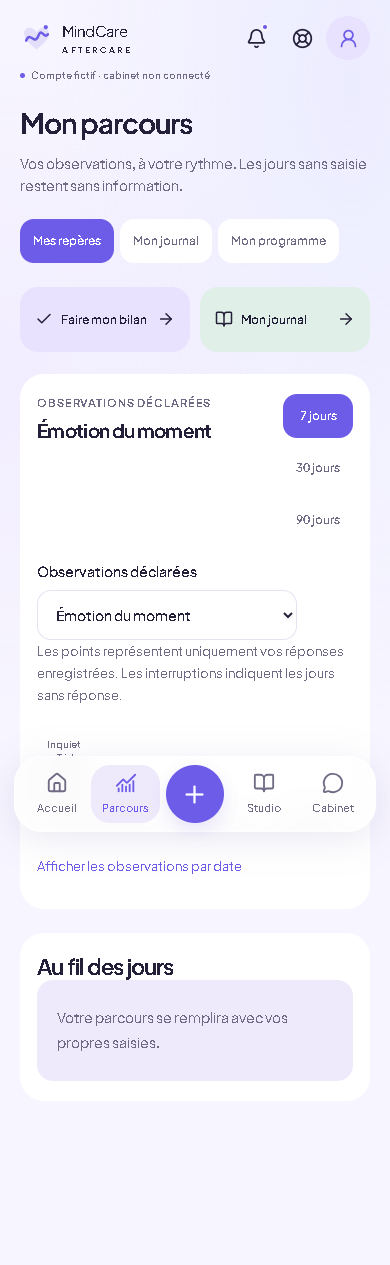 MindCare
AFTERCARE
Compte fictif · cabinet non connecté
Mon parcours
Vos observations, à votre rythme. Les jours sans saisie
restent sans information.
Mes repères
Mon journal
Mon programme
Faire mon bilan
Mon journal
OBSERVATIONS DÉCLARÉES
Émotion du moment
7 jours
30 jours
90 jours
Observations déclarées
Émotion du moment
Les points représentent uniquement vos réponses
enregistrées. Les interruptions indiquent les jours
sans réponse.
Inquiet
Accueil
Parcours
Studio
Cabinet
Afficher les observations par date
Au fil des jours
Votre parcours se remplira avec vos
propres saisies.